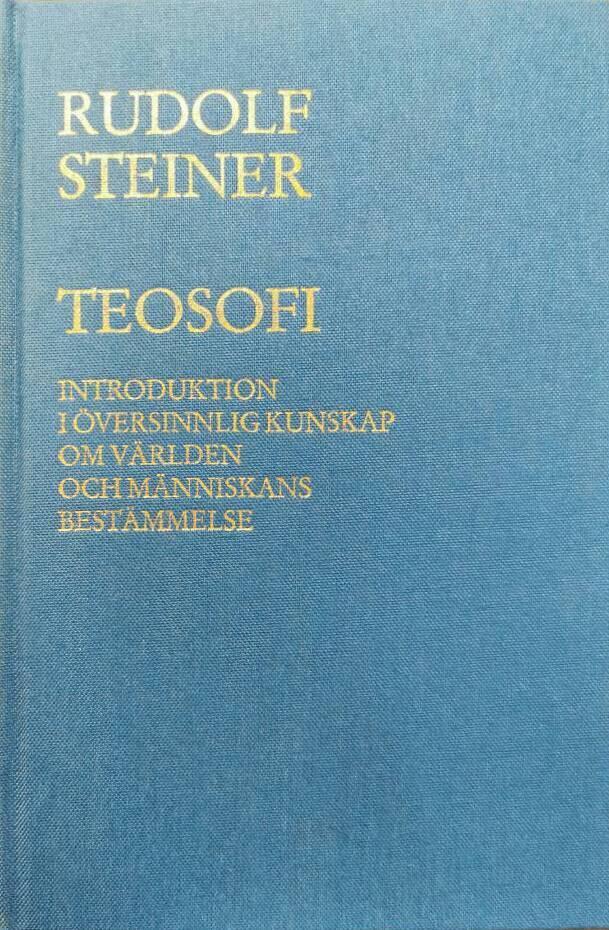 RUDOLF
STEINER
TEOSOFI
INTRODUKTION
I ÖVERSINNLIG KUNSKAP
OM VÄRLDEN
OCH MÄNNISKANS
BESTÄMMELSE